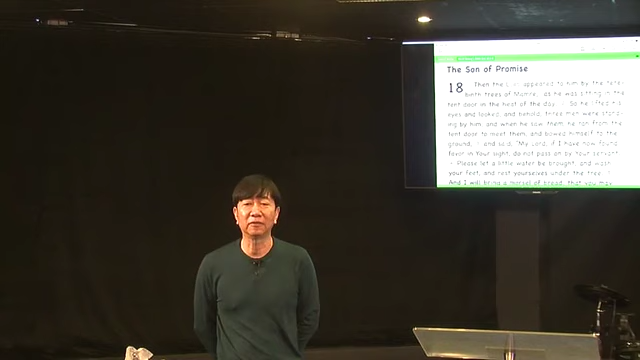 The Son of Promise
18 Then the appeared to him by the tere-
binth trees of Mamre, as he was sitting in the
tent door in the heat of the day. So he lifted his
eyes and looked, and behold, three men were stand-
ing by him; and when he saw them, he ran from the
tent door to meet them, and bowed himself to the
ground, and said, "My Lord, if I have now found
favor in Your sight, do not pass on by Your servant.
Please let a little water be brought, and wash
your feet, and rest yourselves under the tree.
And I will bring a morsel of bread, that you may